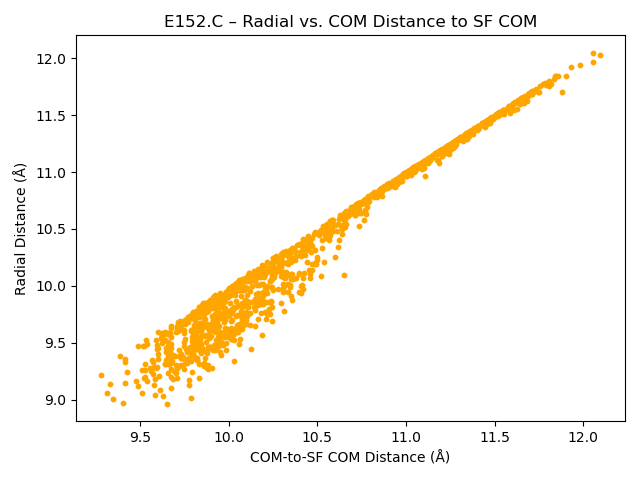 E152.C – Radial vs. COM Distance to SF COM
Radial Distance (Å)
12.0
11.5
11.0
10.5
10.0
9.5
9.0
9.5 10.0 10.5 11.0 11.5 12.0
COM-to-SF COM Distance (Å)